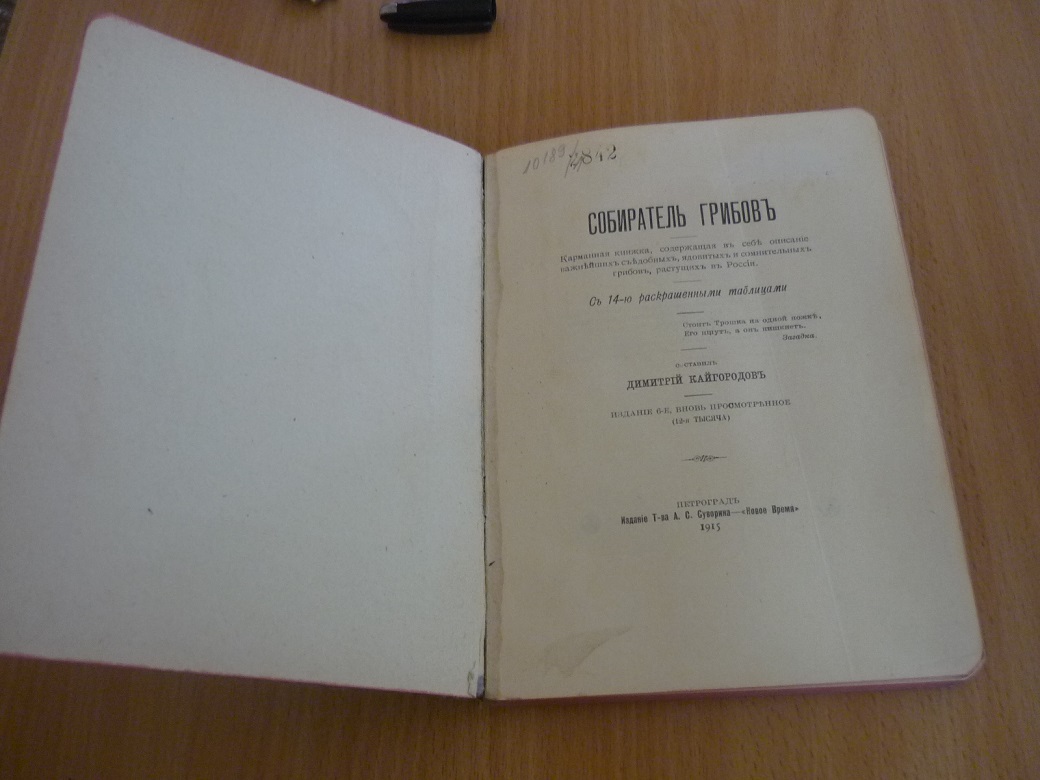 10189
СОБИРАТЕЛЬ ГРИБОВЪ
Карманная книжка, содержащая въ себѣ описаніе
важнѣйшихъ съѣдобныхъ, ядовитыхъ и сомнительныхъ
грибовъ, растущихъ въ Россіи.
Съ 14-ю раскрашенными таблицами
Стоитъ Трошка на одной ножкѣ,
Его ищутъ, а онъ пищитъ.
Загадка.
СОСТАВИЛЪ
ДИМИТРІЙ КАЙГОРОДОВЪ
ИЗДАНІЕ 6-Е, ВНОВЬ ПРОСМОТРѢННОЕ
(12-я ТЫСЯЧА)
ПЕТРОГРАДЪ
Изданіе Т-ва А. С. Суворина—«Новое Время»
1915